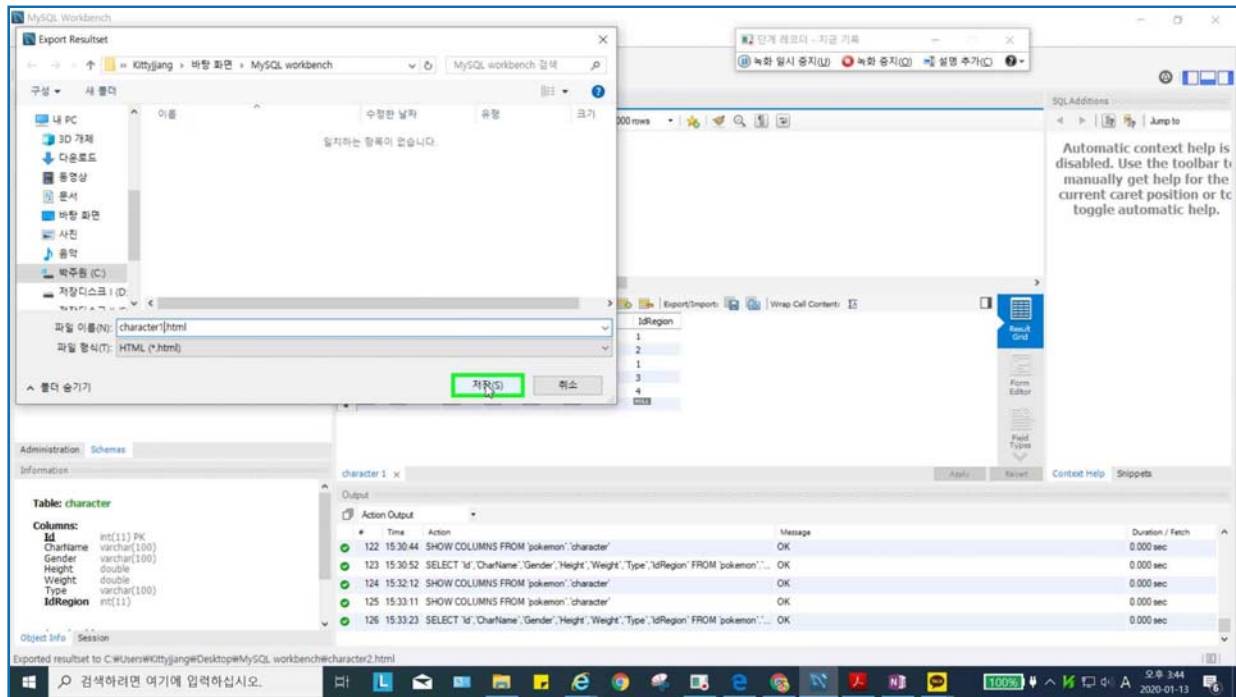 MySQL Workbench
Export Resultset
« Kittyjjang › 바탕 화면 › MySQL workbench
MySQL workbench 검색
구성 ▾ 새 폴더
이름 수정한 날짜 유형 크기
일치하는 항목이 없습니다.
내 PC
3D 개체
다운로드
동영상
문서
바탕 화면
사진
음악
박주원 (C:)
저장디스크 I (D:
파일 이름(N): character1.html
파일 형식(T): HTML (*.html)
폴더 숨기기
저장(S) 취소
단계 레코더 - 지금 기록
녹화 일시 중지(U) 녹화 중지(O) 설명 추가(C)
000 rows
SQLAdditions
Jump to
Automatic context help is
disabled. Use the toolbar to
manually get help for the
current caret position or to
toggle automatic help.
Export/Import: Wrap Cell Content:
IdRegion
1
2
1
3
4
NULL
Result
Grid
Form
Editor
Field
Types
Administration Schemas
Information
Table: character
Columns:
Id int(11) PK
CharName varchar(100)
Gender varchar(100)
Height double
Weight double
Type varchar(100)
IdRegion int(11)
Object Info Session
character 1 ×
Apply Revert
Context Help Snippets
Output
Action Output
# Time Action Message Duration / Fetch
122 15:30:44 SHOW COLUMNS FROM `pokemon`.`character` OK 0.000 sec
123 15:30:52 SELECT `Id`,`CharName`,`Gender`,`Height`,`Weight`,`Type`,`IdRegion` FROM `pokemon`.`... OK 0.000 sec
124 15:32:12 SHOW COLUMNS FROM `pokemon`.`character` OK 0.000 sec
125 15:33:11 SHOW COLUMNS FROM `pokemon`.`character` OK 0.000 sec
126 15:33:23 SELECT `Id`,`CharName`,`Gender`,`Height`,`Weight`,`Type`,`IdRegion` FROM `pokemon`.`... OK 0.000 sec
Exported resultset to C:₩Users₩Kittyjjang₩Desktop₩MySQL workbench₩character2.html
검색하려면 여기에 입력하십시오.
100%
A
오후 3:44
2020-01-13